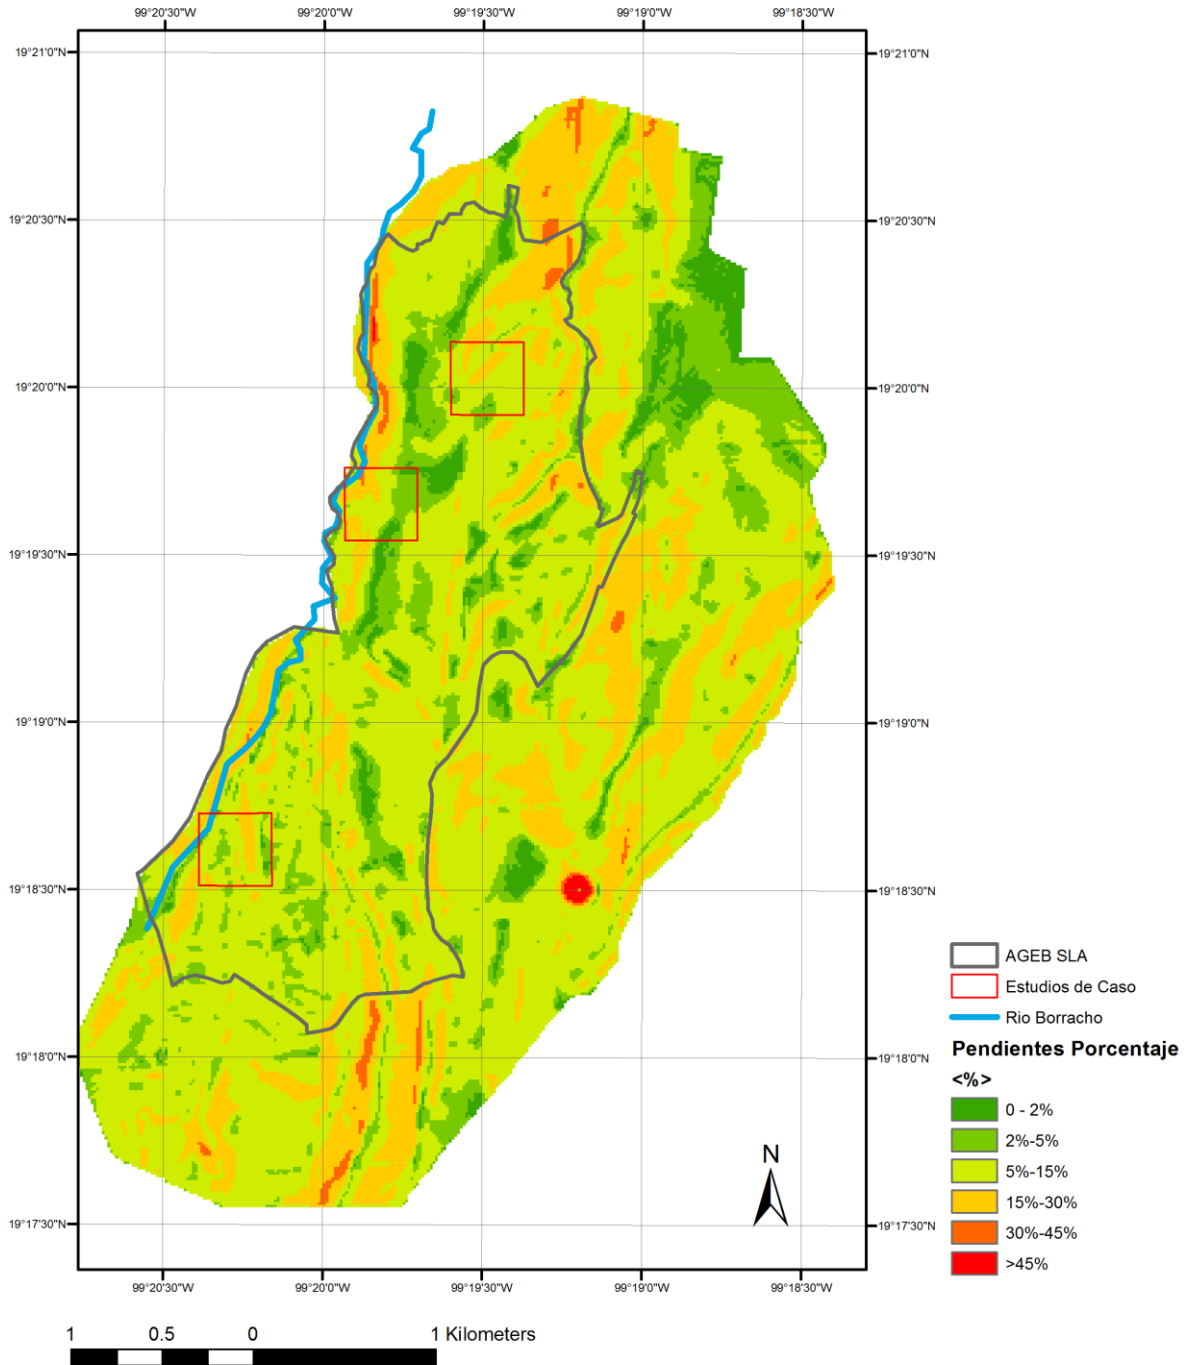 99°20'30"W 99°20'0"W 99°19'30"W 99°19'0"W 99°18'30"W
19°21'0"N 19°21'0"N
19°20'30"N 19°20'30"N
19°20'0"N 19°20'0"N
19°19'30"N 19°19'30"N
19°19'0"N 19°19'0"N
19°18'30"N 19°18'30"N
19°18'0"N 19°18'0"N
19°17'30"N 19°17'30"N
AGEB SLA
Estudios de Caso
Rio Borracho
Pendientes Porcentaje
<%>
0 - 2%
2%-5%
5%-15%
15%-30%
30%-45%
>45%
N
99°20'30"W 99°20'0"W 99°19'30"W 99°19'0"W 99°18'30"W
1 0.5 0 1 Kilometers